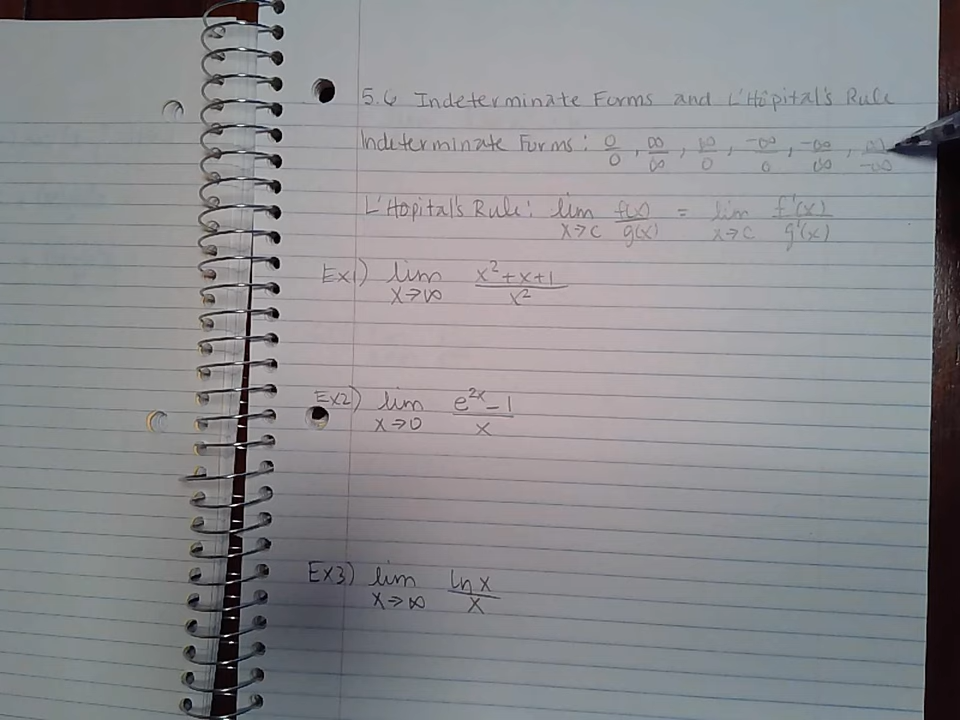 5.6 Indeterminate Forms and L'Hôpital's Rule
Indeterminate Forms: 0/0, ∞/∞, ∞/0, -∞/0, -∞/∞, ∞/-∞
L'Hôpital's Rule: lim x→c f(x)/g(x) = lim x→c f'(x)/g'(x)
Ex1) lim x→∞ x²+x+1/x²
Ex2) lim x→0 e^2x -1/x
Ex3) lim x→∞ ln x/x